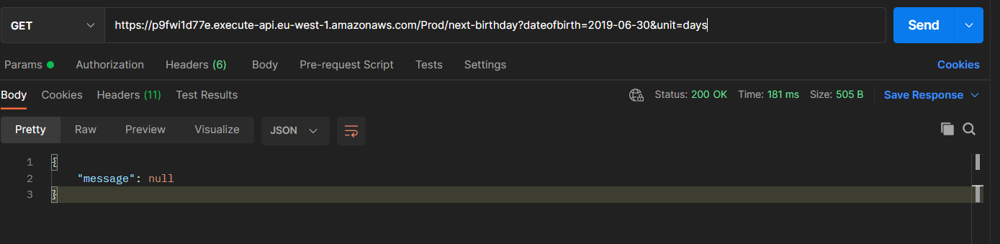 GET https://p9fwi1d77e.execute-api.eu-west-1.amazonaws.com/Prod/next-birthday?dateofbirth=2019-06-30&unit=days Send
Params Authorization Headers (6) Body Pre-request Script Tests Settings Cookies
Body Cookies Headers (11) Test Results Status: 200 OK Time: 181 ms Size: 505 B Save Response
Pretty Raw Preview Visualize JSON
1 {
2 "message": null
3 }